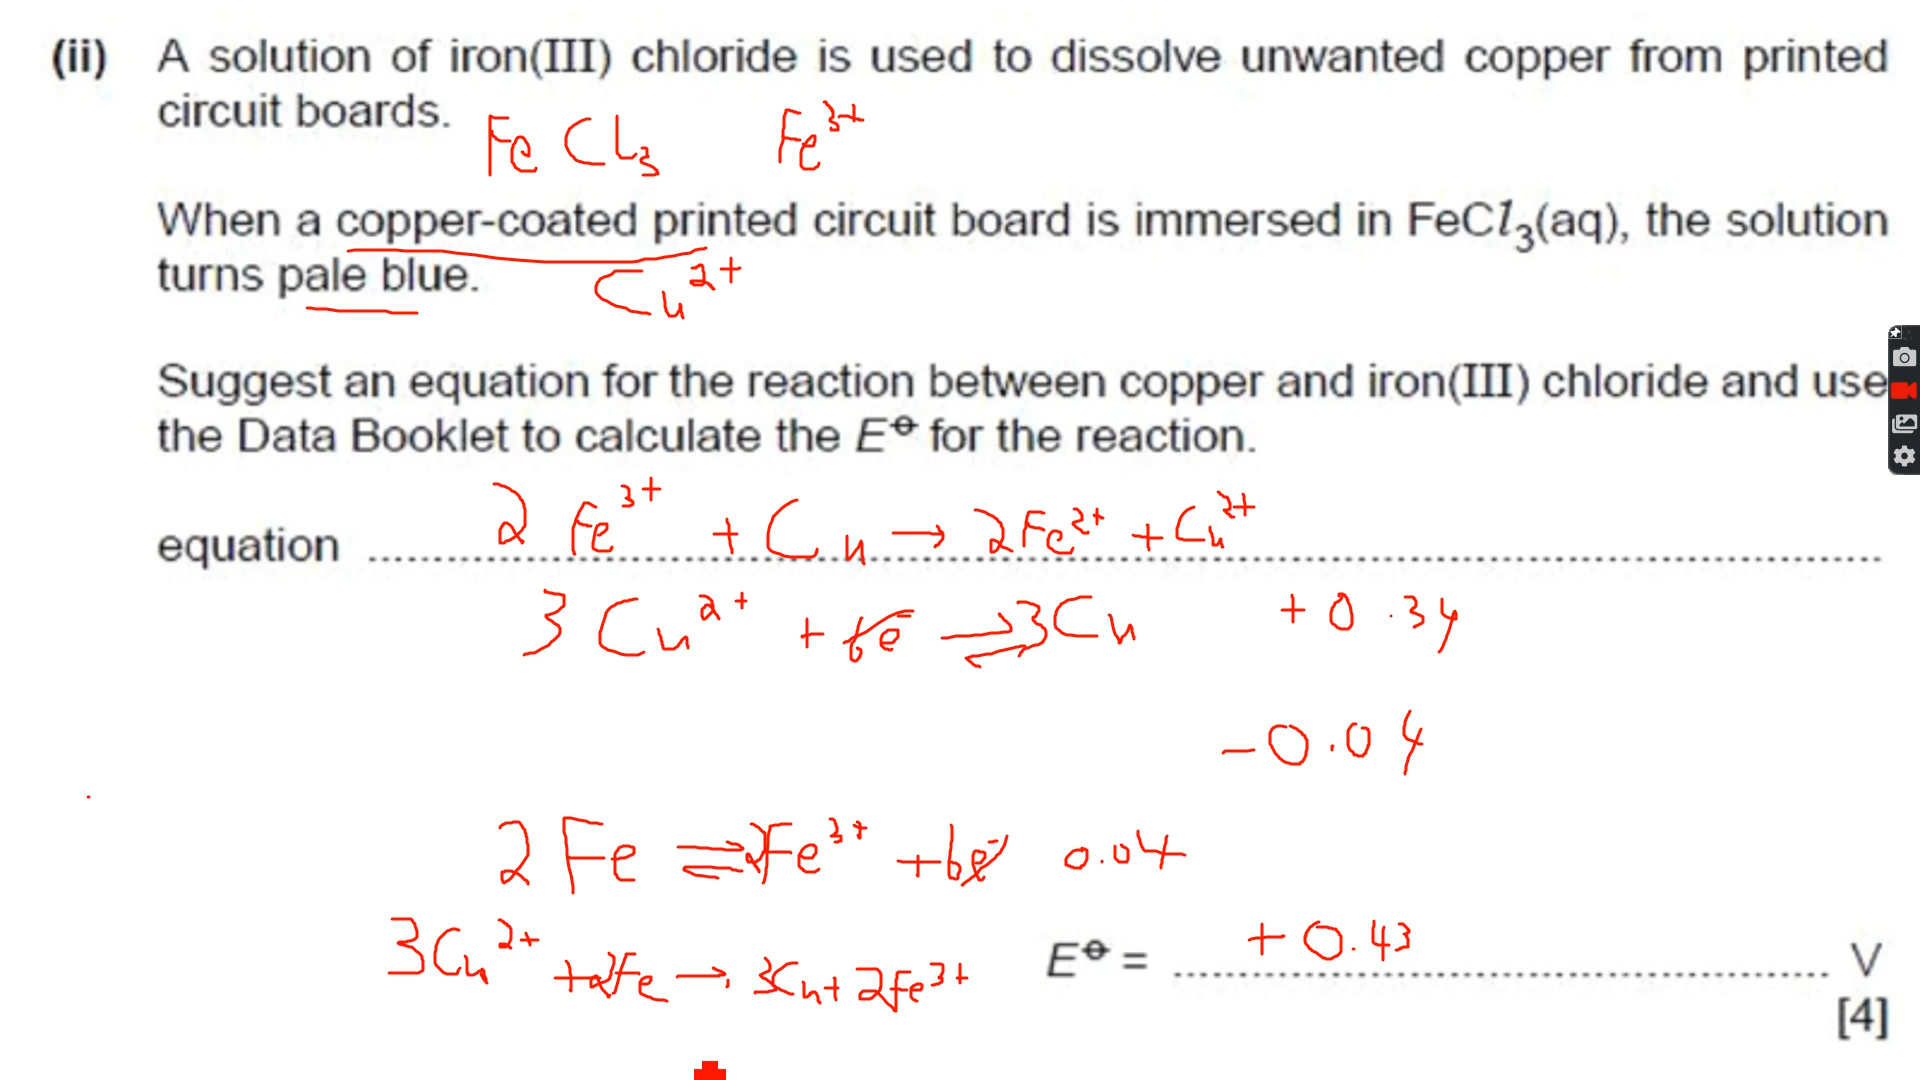 (ii) A solution of iron(III) chloride is used to dissolve unwanted copper from printed
circuit boards.
FeCl₃ Fe³⁺
When a copper-coated printed circuit board is immersed in FeCl₃(aq), the solution
turns pale blue.
Cu²⁺
Suggest an equation for the reaction between copper and iron(III) chloride and use
the Data Booklet to calculate the E⦵ for the reaction.
equation 2Fe³⁺ + Cu → 2Fe²⁺ + Cu²⁺
3Cu²⁺ + 6e⁻ ⇌ 3Cu +0.34
-0.04
2Fe ⇌ 2Fe³⁺ + 6e⁻ 0.04
3Cu²⁺ + 2Fe → 3Cu + 2Fe³⁺
E⦵ = +0.43 V
[4]